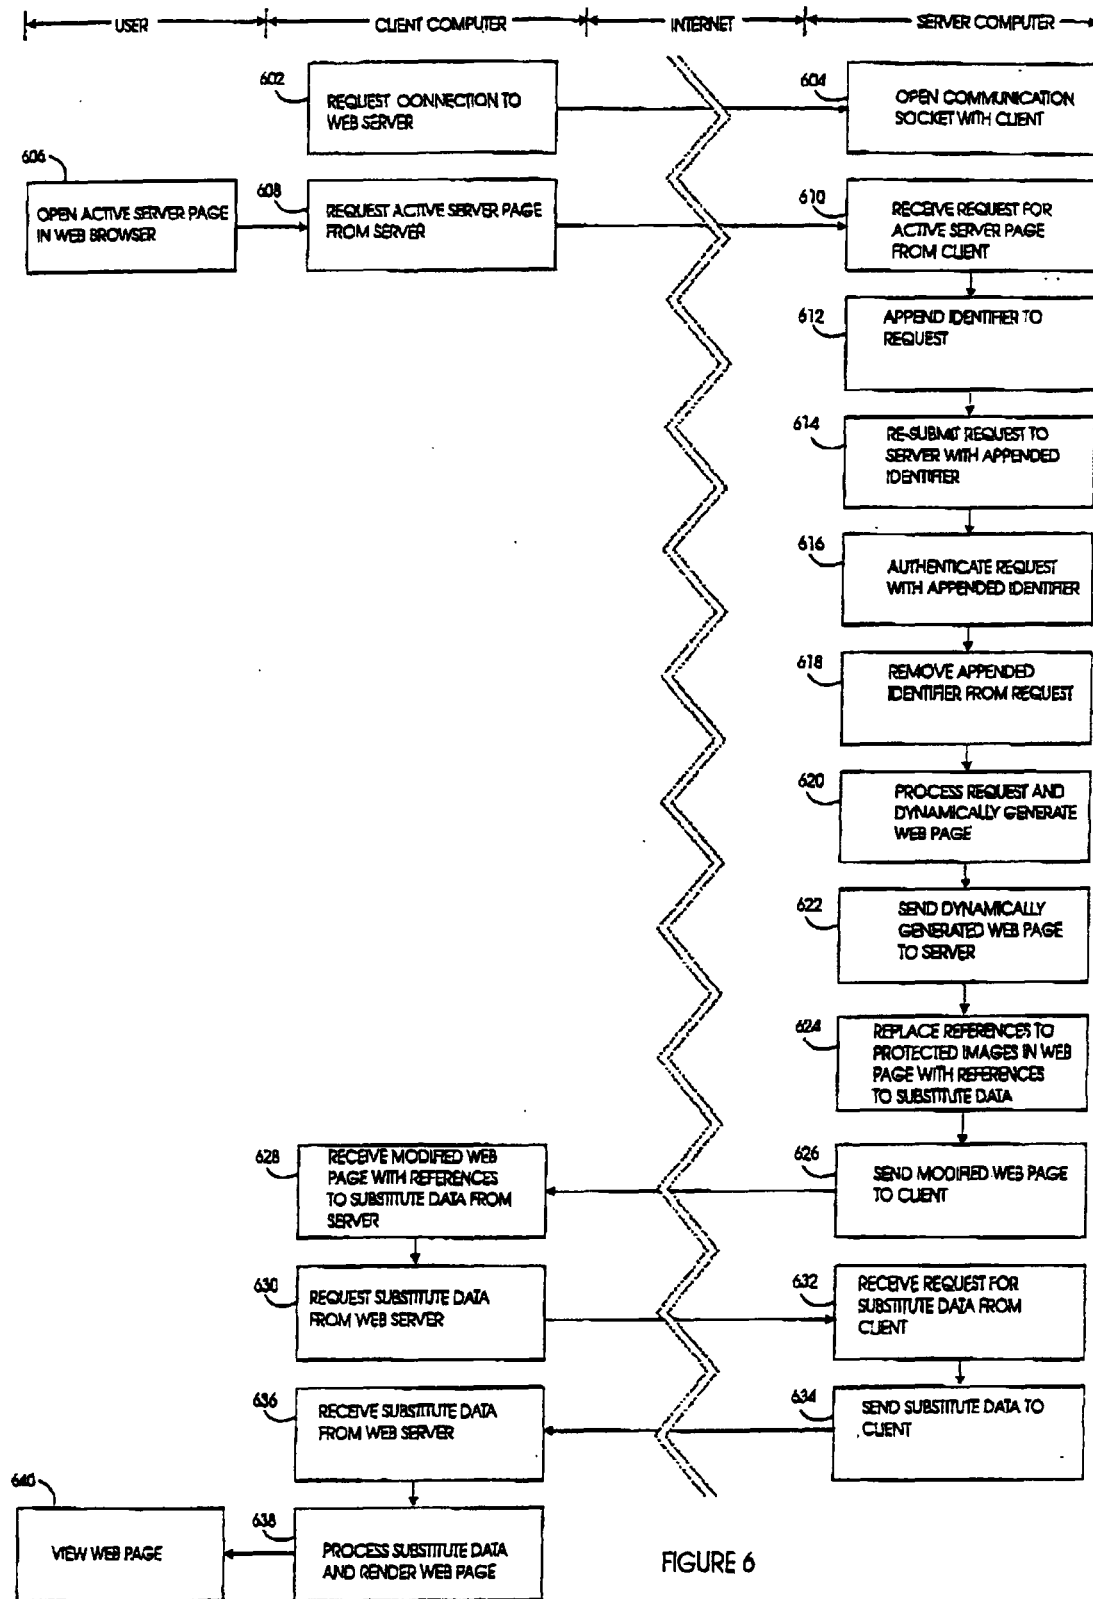 USER CLIENT COMPUTER INTERNET SERVER COMPUTER
602
REQUEST CONNECTION TO
WEB SERVER
604
OPEN COMMUNICATION
SOCKET WITH CLIENT
606
OPEN ACTIVE SERVER PAGE
IN WEB BROWSER
608
REQUEST ACTIVE SERVER PAGE
FROM SERVER
610
RECEIVE REQUEST FOR
ACTIVE SERVER PAGE
FROM CLIENT
612
APPEND IDENTIFIER TO
REQUEST
614
RE-SUBMIT REQUEST TO
SERVER WITH APPENDED
IDENTIFIER
616
AUTHENTICATE REQUEST
WITH APPENDED IDENTIFIER
618
REMOVE APPENDED
IDENTIFIER FROM REQUEST
620
PROCESS REQUEST AND
DYNAMICALLY GENERATE
WEB PAGE
622
SEND DYNAMICALLY
GENERATED WEB PAGE
TO SERVER
624
REPLACE REFERENCES TO
PROTECTED IMAGES IN WEB
PAGE WITH REFERENCES
TO SUBSTITUTE DATA
626
SEND MODIFIED WEB PAGE
TO CLIENT
628
RECEIVE MODIFIED WEB
PAGE WITH REFERENCES
TO SUBSTITUTE DATA FROM
SERVER
630
REQUEST SUBSTITUTE DATA
FROM WEB SERVER
632
RECEIVE REQUEST FOR
SUBSTITUTE DATA FROM
CLIENT
634
SEND SUBSTITUTE DATA TO
CLIENT
636
RECEIVE SUBSTITUTE DATA
FROM WEB SERVER
638
PROCESS SUBSTITUTE DATA
AND RENDER WEB PAGE
640
VIEW WEB PAGE
FIGURE 6